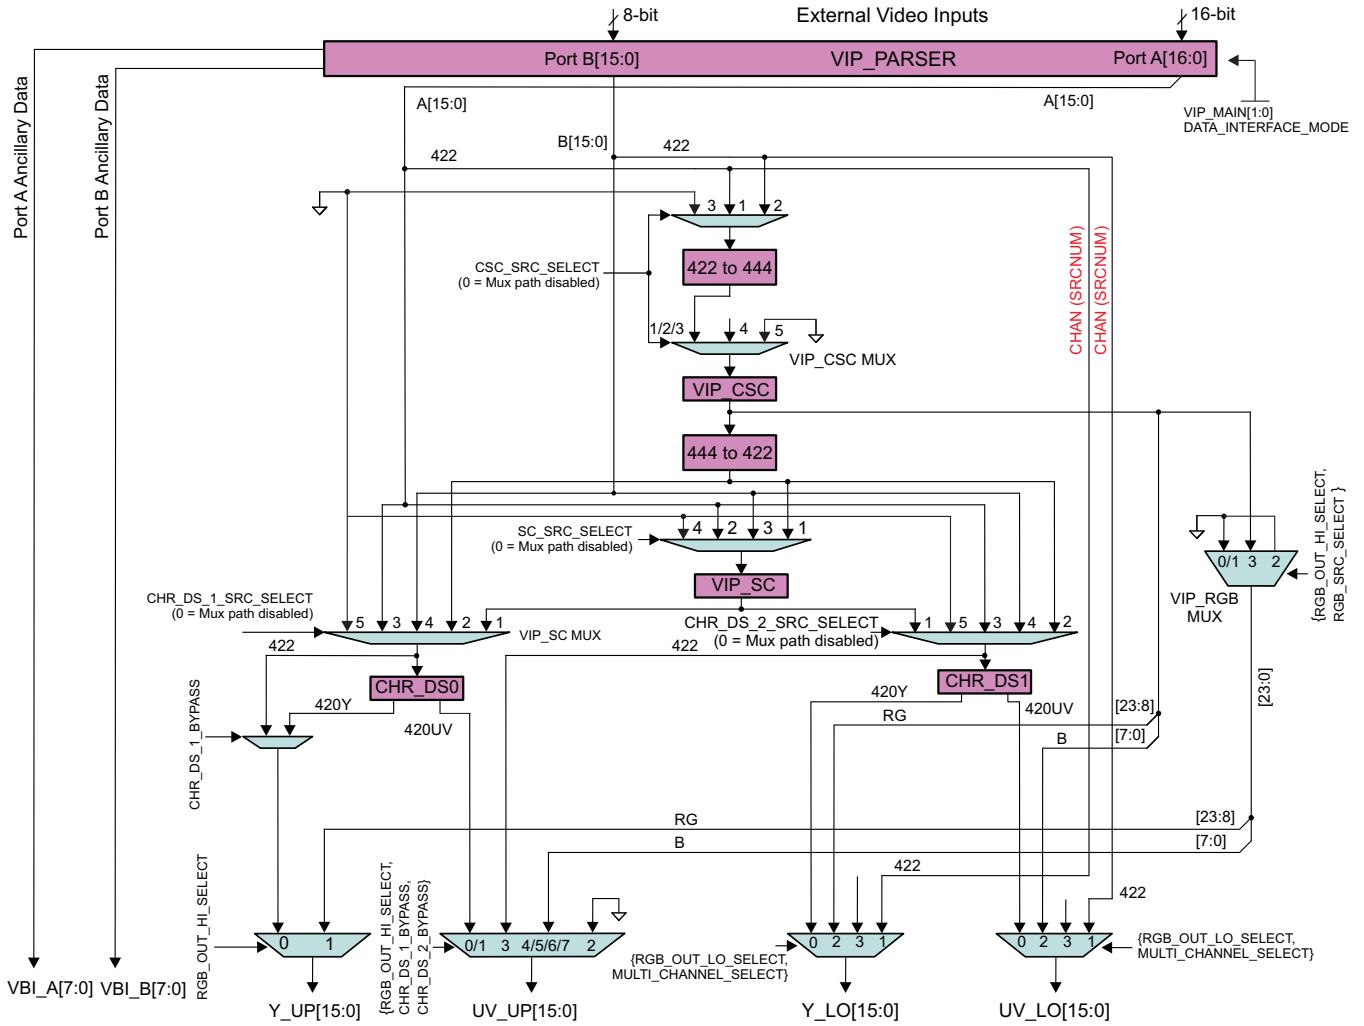 8-bit
External Video Inputs
16-bit
Port B[15:0]
VIP_PARSER
Port A[16:0]
A[15:0]
A[15:0]
VIP_MAIN[1:0]
DATA_INTERFACE_MODE
Port A Ancillary Data
Port B Ancillary Data
B[15:0]
422
422
3 1 2
CHAN (SRCNUM)
CHAN (SRCNUM)
CSC_SRC_SELECT
(0 = Mux path disabled)
422 to 444
1/2/3 4 5
VIP_CSC MUX
VIP_CSC
444 to 422
SC_SRC_SELECT
(0 = Mux path disabled)
4 2 3 1
{RGB_OUT_HI_SELECT,
RGB_SRC_SELECT }
0/1 3 2
VIP_RGB
MUX
VIP_SC
CHR_DS_1_SRC_SELECT
(0 = Mux path disabled)
5 3 4 2 1
VIP_SC MUX
CHR_DS_2_SRC_SELECT
(0 = Mux path disabled)
1 5 3 4 2
422
422
CHR_DS0
CHR_DS1
420Y
420UV
420Y
420UV
[23:8]
[23:0]
RG
B
[7:0]
CHR_DS_1_BYPASS
RG
[23:8]
B
[7:0]
422
422
RGB_OUT_HI_SELECT
{RGB_OUT_HI_SELECT,
CHR_DS_1_BYPASS,
CHR_DS_2_BYPASS}
0 1
0/1 3 4/5/6/7 2
0 2 3 1
0 2 3 1
{RGB_OUT_LO_SELECT,
MULTI_CHANNEL_SELECT}
{RGB_OUT_LO_SELECT,
MULTI_CHANNEL_SELECT}
VBI_A[7:0]
VBI_B[7:0]
Y_UP[15:0]
UV_UP[15:0]
Y_LO[15:0]
UV_LO[15:0]